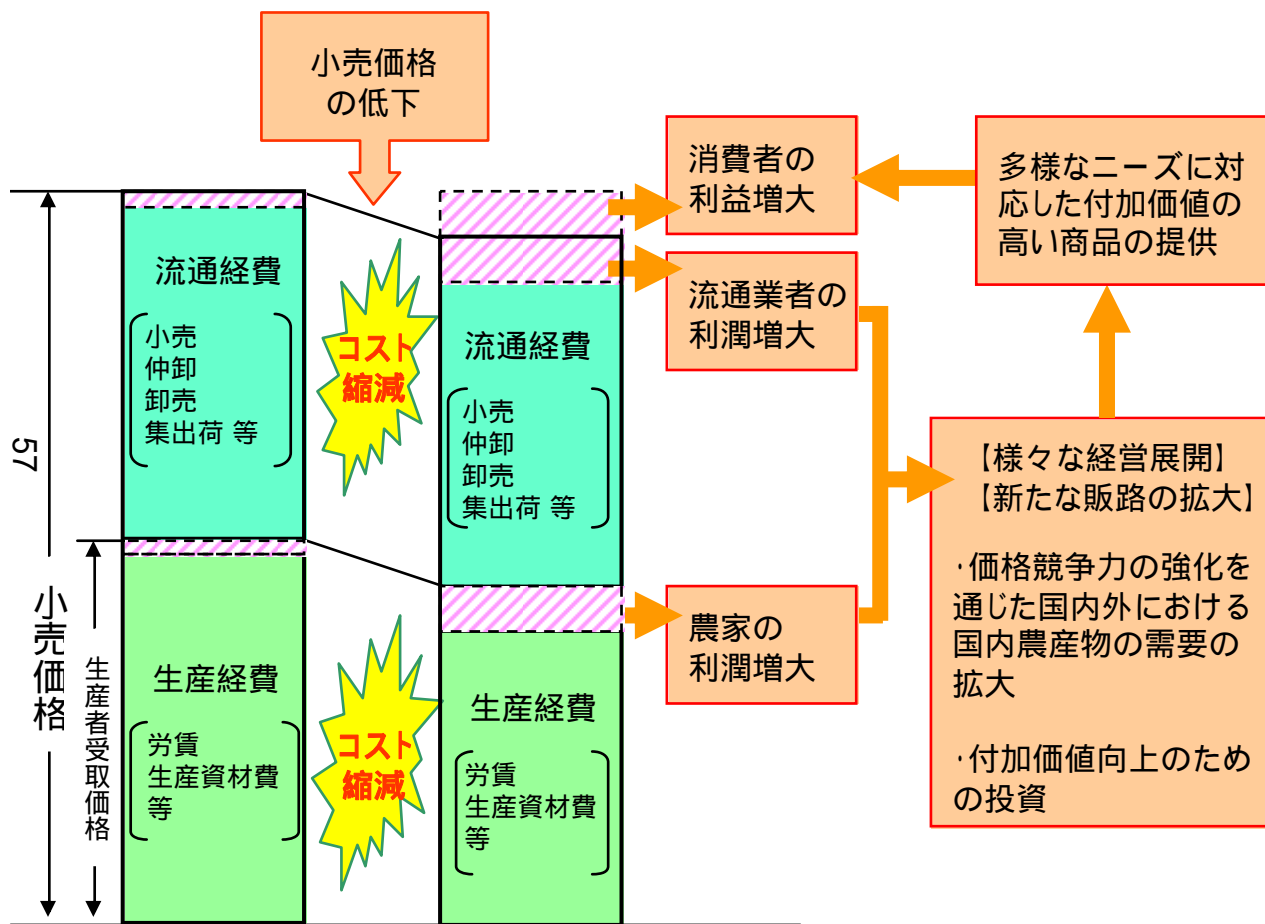 小売価格
の低下
消費者の
利益増大
多様なニーズに対
応した付加価値の
高い商品の提供
流通経費
小売
仲卸
卸売
集出荷 等
コスト
縮減
流通経費
小売
仲卸
卸売
集出荷 等
流通業者の
利潤増大
57
小売価格
生産者受取価格
生産経費
労賃
生産資材費
等
コスト
縮減
生産経費
労賃
生産資材費
等
農家の
利潤増大
【様々な経営展開】
【新たな販路の拡大】
・価格競争力の強化を
通じた国内外における
国内農産物の需要の
拡大
・付加価値向上のため
の投資